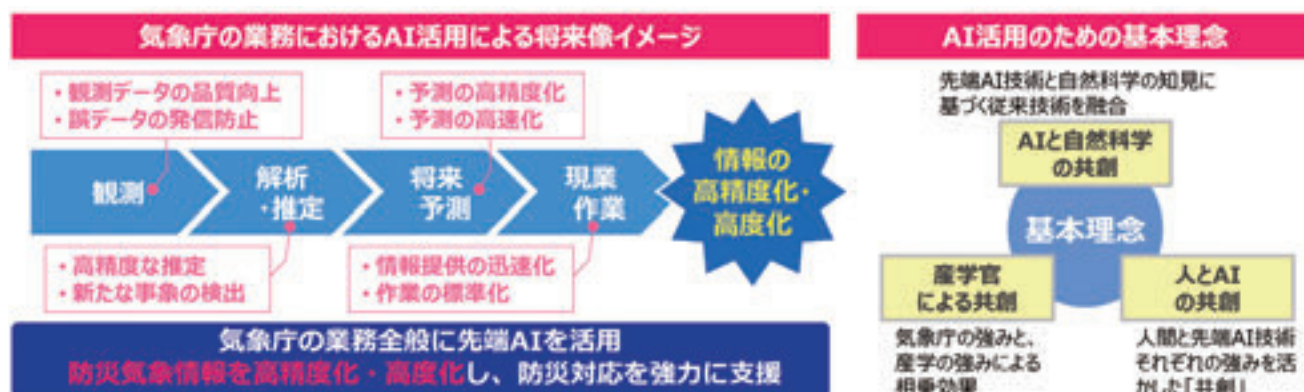 気象庁の業務におけるAI活用による将来像イメージ
・観測データの品質向上
・誤データの発信防止
・予測の高精度化
・予測の高速化
観測
解析
・推定
将来
予測
現業
作業
情報の
高精度化・
高度化
・高精度な推定
・新たな事象の検出
・情報提供の迅速化
・作業の標準化
気象庁の業務全般に先端AIを活用
防災気象情報を高精度化・高度化し、防災対応を強力に支援
AI活用のための基本理念
先端AI技術と自然科学の知見に
基づく従来技術を融合
AIと自然科学
の共創
基本理念
産学官
による共創
気象庁の強みと、
産学の強みによる
相乗効果
人とAI
の共創
人間と先端AI技術
それぞれの強みを活
かした「共創」